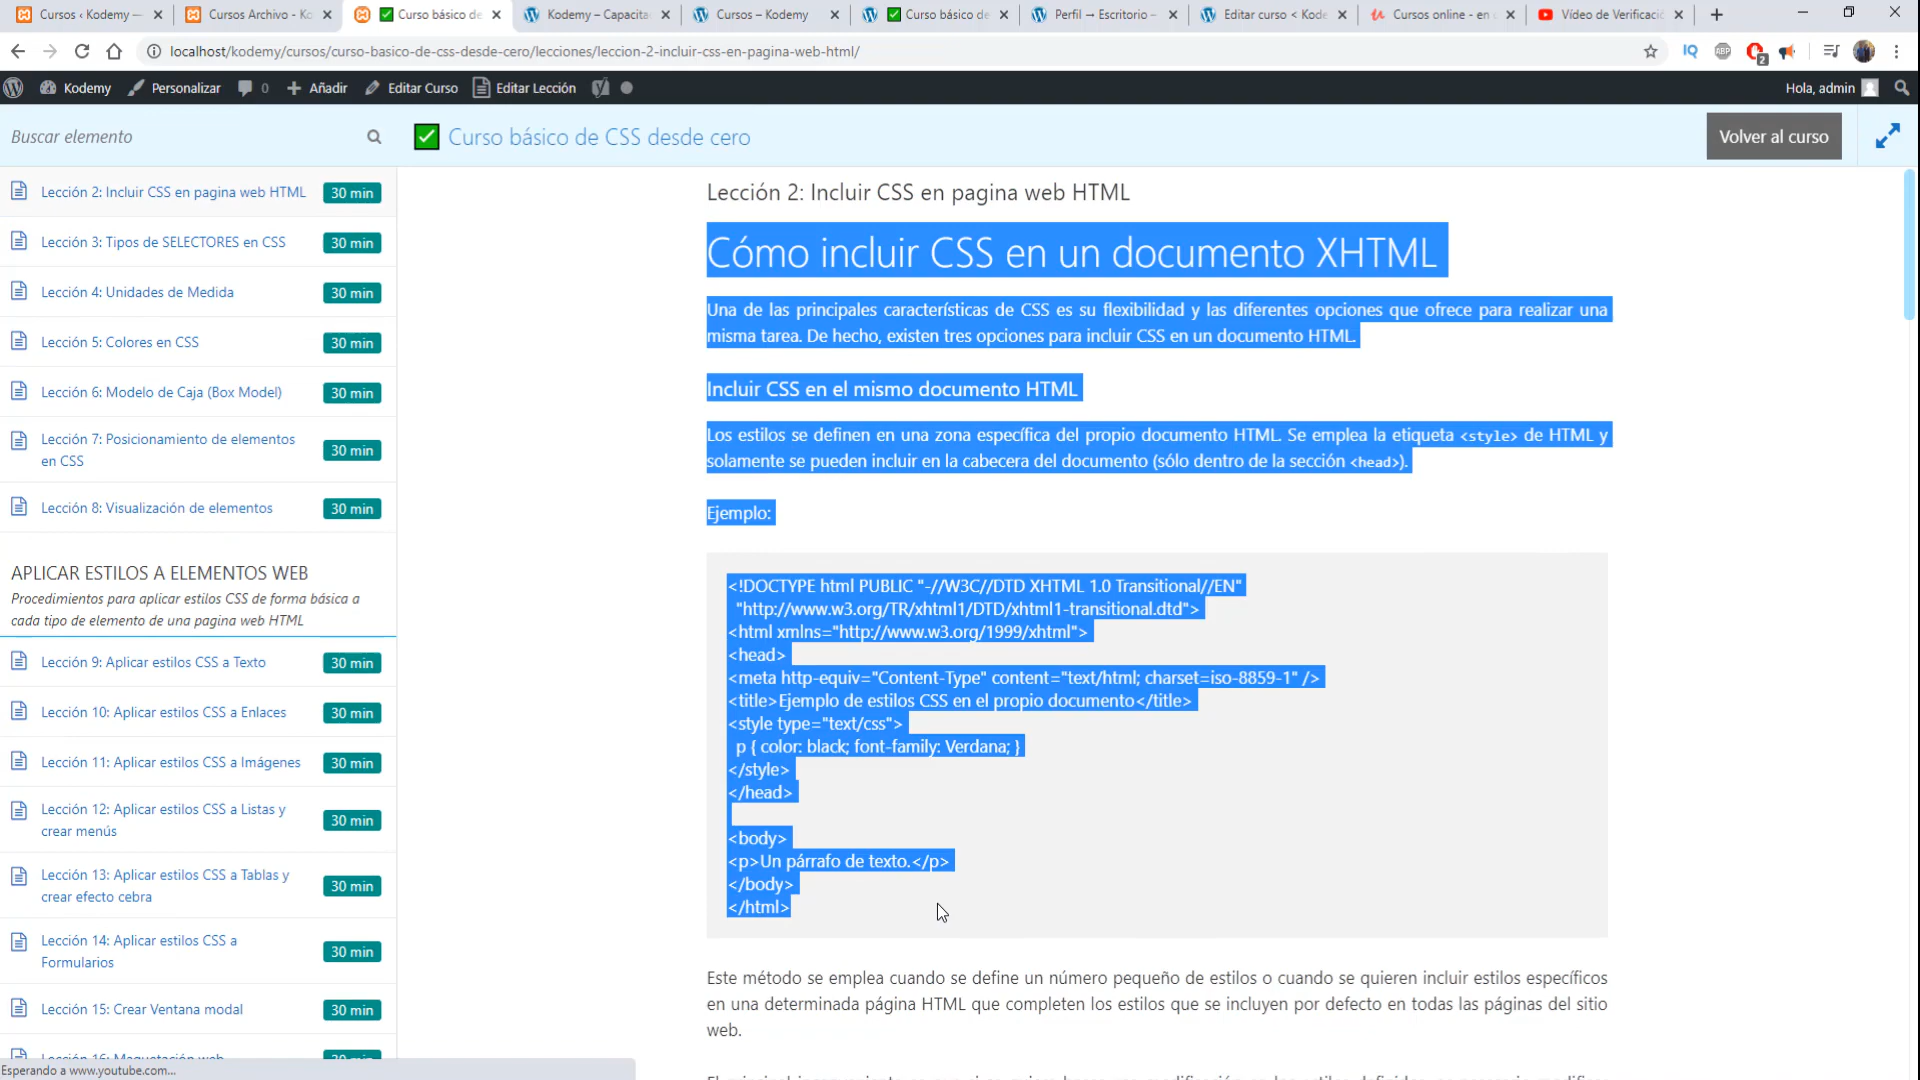 Cursos ‹ Kodemy —
Cursos Archivo - Ko
Curso básico de
Kodemy – Capacita
Cursos – Kodemy
Curso básico de
Perfil → Escritorio –
Editar curso < Kode
Cursos online - en u
Vídeo de Verificació
localhost/kodemy/cursos/curso-basico-de-css-desde-cero/lecciones/leccion-2-incluir-css-en-pagina-web-html/
IQ
ABP
2
Kodemy
Personalizar
0
Añadir
Editar Curso
Editar Lección
Hola, admin
Buscar elemento
Curso básico de CSS desde cero
Volver al curso
Lección 2: Incluir CSS en pagina web HTML
30 min
Lección 3: Tipos de SELECTORES en CSS
30 min
Lección 4: Unidades de Medida
30 min
Lección 5: Colores en CSS
30 min
Lección 6: Modelo de Caja (Box Model)
30 min
Lección 7: Posicionamiento de elementos
en CSS
30 min
Lección 8: Visualización de elementos
30 min
APLICAR ESTILOS A ELEMENTOS WEB
Procedimientos para aplicar estilos CSS de forma básica a
cada tipo de elemento de una pagina web HTML
Lección 9: Aplicar estilos CSS a Texto
30 min
Lección 10: Aplicar estilos CSS a Enlaces
30 min
Lección 11: Aplicar estilos CSS a Imágenes
30 min
Lección 12: Aplicar estilos CSS a Listas y
crear menús
30 min
Lección 13: Aplicar estilos CSS a Tablas y
crear efecto cebra
30 min
Lección 14: Aplicar estilos CSS a
Formularios
30 min
Lección 15: Crear Ventana modal
30 min
Lección 16: Maquetación web
30 min
Esperando a www.youtube.com...
Lección 2: Incluir CSS en pagina web HTML
Cómo incluir CSS en un documento XHTML
Una de las principales características de CSS es su flexibilidad y las diferentes opciones que ofrece para realizar una
misma tarea. De hecho, existen tres opciones para incluir CSS en un documento HTML.
Incluir CSS en el mismo documento HTML
Los estilos se definen en una zona específica del propio documento HTML. Se emplea la etiqueta <style> de HTML y
solamente se pueden incluir en la cabecera del documento (sólo dentro de la sección <head>).
Ejemplo:
<!DOCTYPE html PUBLIC "-//W3C//DTD XHTML 1.0 Transitional//EN"
"http://www.w3.org/TR/xhtml1/DTD/xhtml1-transitional.dtd">
<html xmlns="http://www.w3.org/1999/xhtml">
<head>
<meta http-equiv="Content-Type" content="text/html; charset=iso-8859-1" />
<title>Ejemplo de estilos CSS en el propio documento</title>
<style type="text/css">
p { color: black; font-family: Verdana; }
</style>
</head>
<body>
<p>Un párrafo de texto.</p>
</body>
</html>
Este método se emplea cuando se define un número pequeño de estilos o cuando se quieren incluir estilos específicos
en una determinada página HTML que completen los estilos que se incluyen por defecto en todas las páginas del sitio
web.